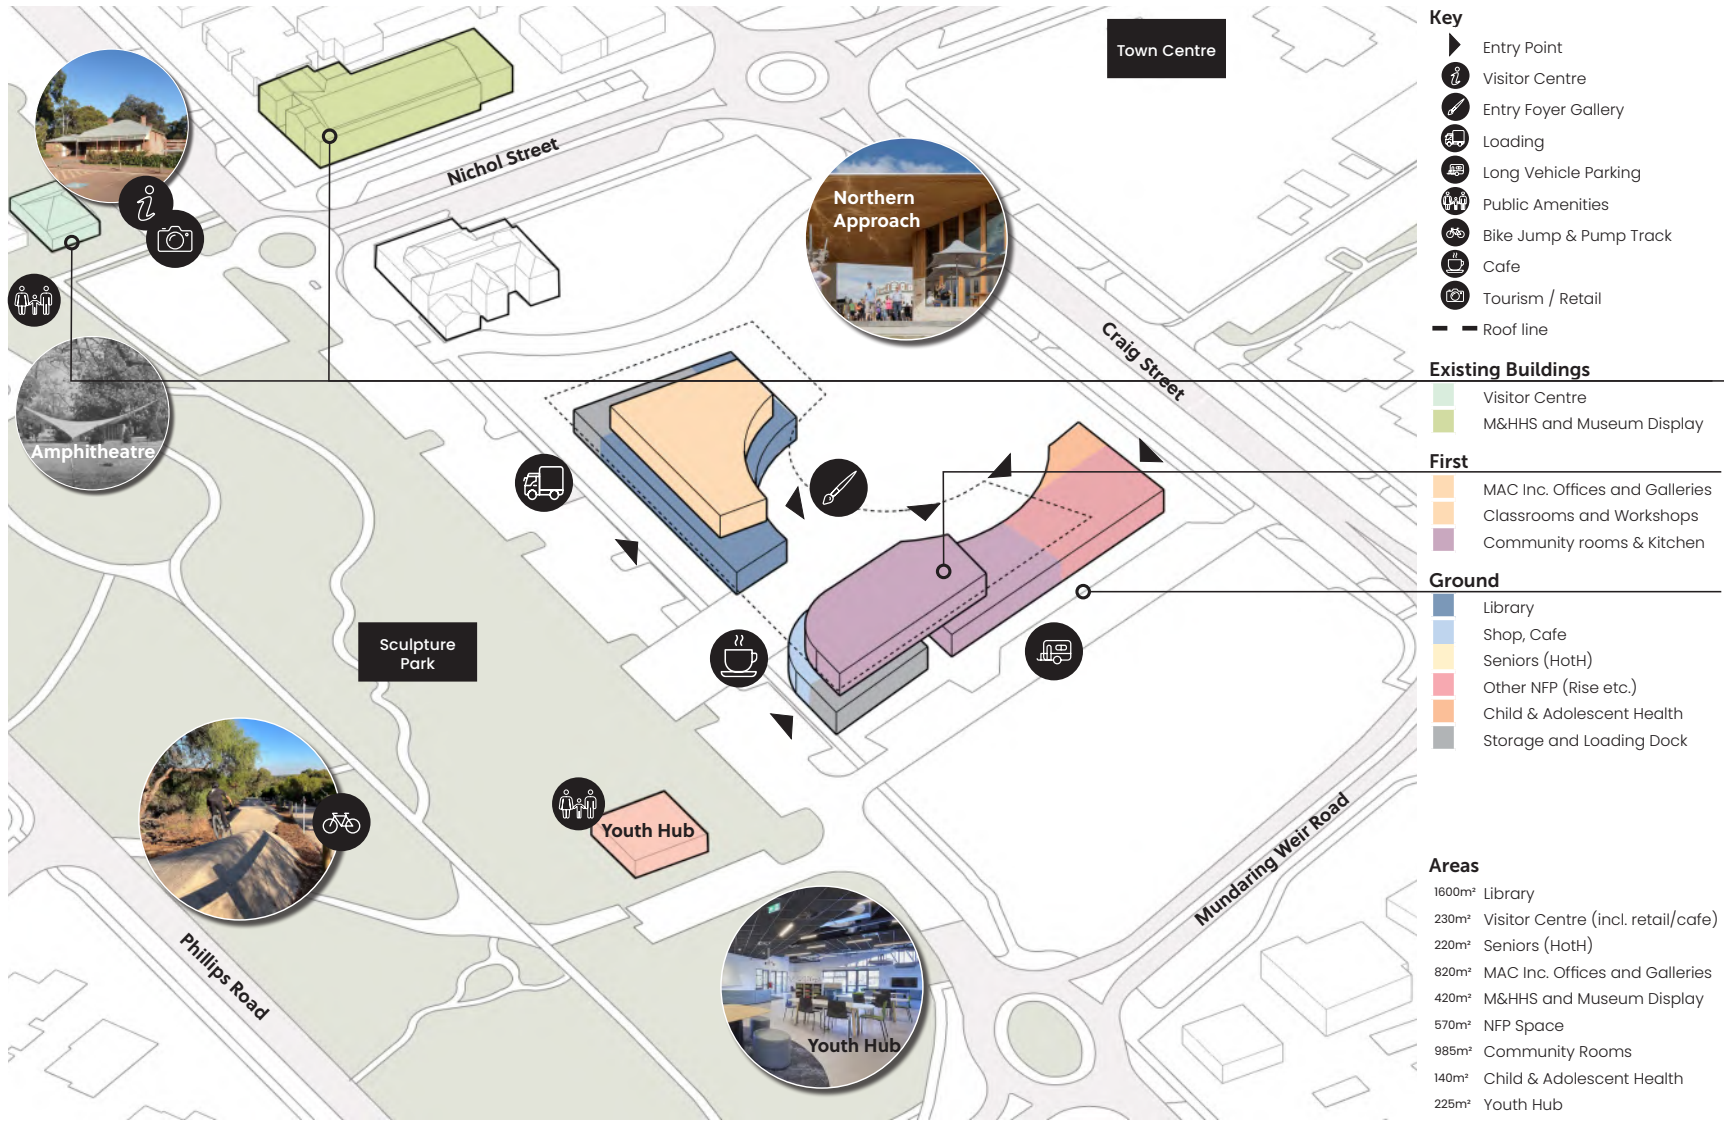 Town Centre
Nichol Street
Northern
Approach
Craig Street
Amphitheatre
Sculpture
Park
Youth Hub
Mundaring Weir Road
Phillips Road
Youth Hub
Key
Entry Point
Visitor Centre
Entry Foyer Gallery
Loading
Long Vehicle Parking
Public Amenities
Bike Jump & Pump Track
Cafe
Tourism / Retail
Roof line
Existing Buildings
Visitor Centre
M&HHS and Museum Display
First
MAC Inc. Offices and Galleries
Classrooms and Workshops
Community rooms & Kitchen
Ground
Library
Shop, Cafe
Seniors (HotH)
Other NFP (Rise etc.)
Child & Adolescent Health
Storage and Loading Dock
Areas
1600m² Library
230m² Visitor Centre (incl. retail/cafe)
220m² Seniors (HotH)
820m² MAC Inc. Offices and Galleries
420m² M&HHS and Museum Display
570m² NFP Space
985m² Community Rooms
140m² Child & Adolescent Health
225m² Youth Hub